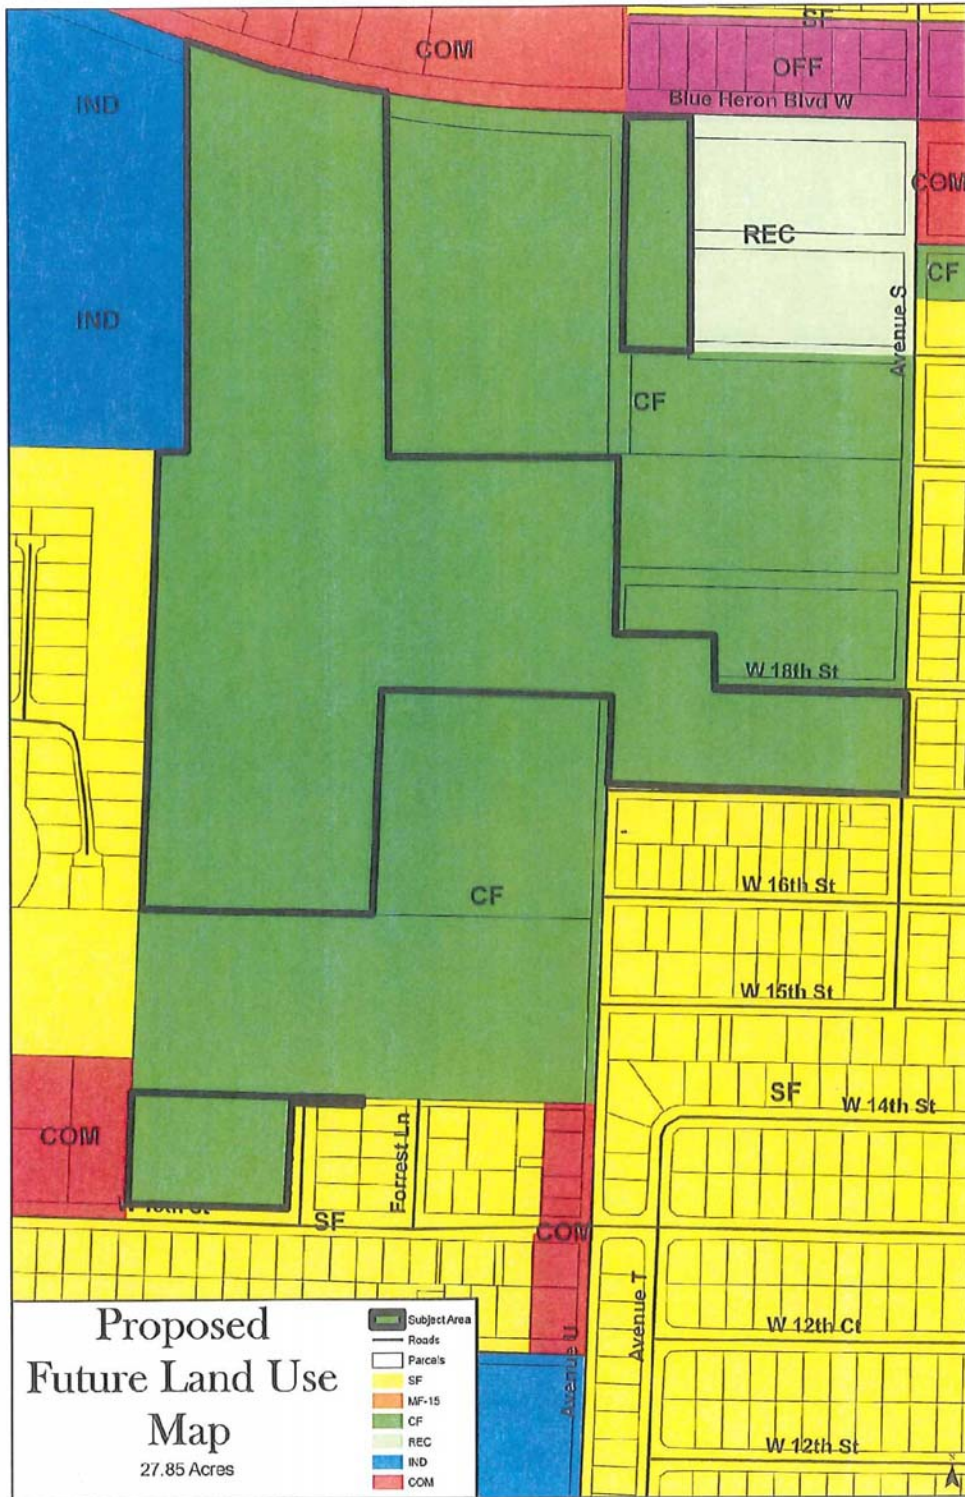 SF
COM
OFF
IND
Blue Heron Blvd W
COM
REC
CF
IND
Avenue S
CF
W 18th St
CF
W 16th St
W 15th St
SF
W 14th St
COM
Forrest Ln
SF
COM
Avenue T
Avenue U
W 12th Ct
W 12th St
Proposed
Future Land Use
Map
27.85 Acres
Subject Area
Roads
Parcels
SF
MF-15
CF
REC
IND
COM
N